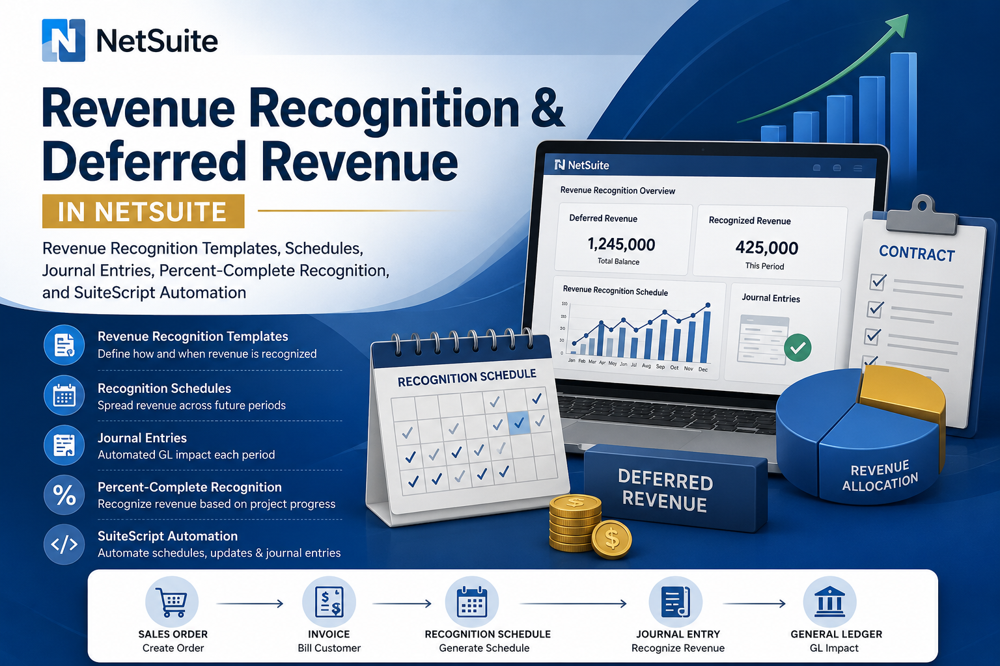 NetSuite
Revenue Recognition &
Deferred Revenue
IN NETSUITE
Revenue Recognition Templates, Schedules,
Journal Entries, Percent-Complete Recognition,
and SuiteScript Automation
Revenue Recognition Templates
Define how and when revenue is recognized
Recognition Schedules
Spread revenue across future periods
Journal Entries
Automated GL impact each period
%
Percent-Complete Recognition
Recognize revenue based on project progress
</>
SuiteScript Automation
Automate schedules, updates & journal entries
NetSuite
Revenue Recognition Overview
Deferred Revenue
1,245,000
Total Balance
Recognized Revenue
425,000
This Period
Revenue Recognition Schedule
Jan Feb Mar Apr May Jun Jul Aug Sep Oct Nov Dec
Journal Entries
CONTRACT
RECOGNITION SCHEDULE
DEFERRED
REVENUE
REVENUE
ALLOCATION
SALES ORDER
Create Order
INVOICE
Bill Customer
RECOGNITION SCHEDULE
Generate Schedule
JOURNAL ENTRY
Recognize Revenue
GENERAL LEDGER
GL Impact